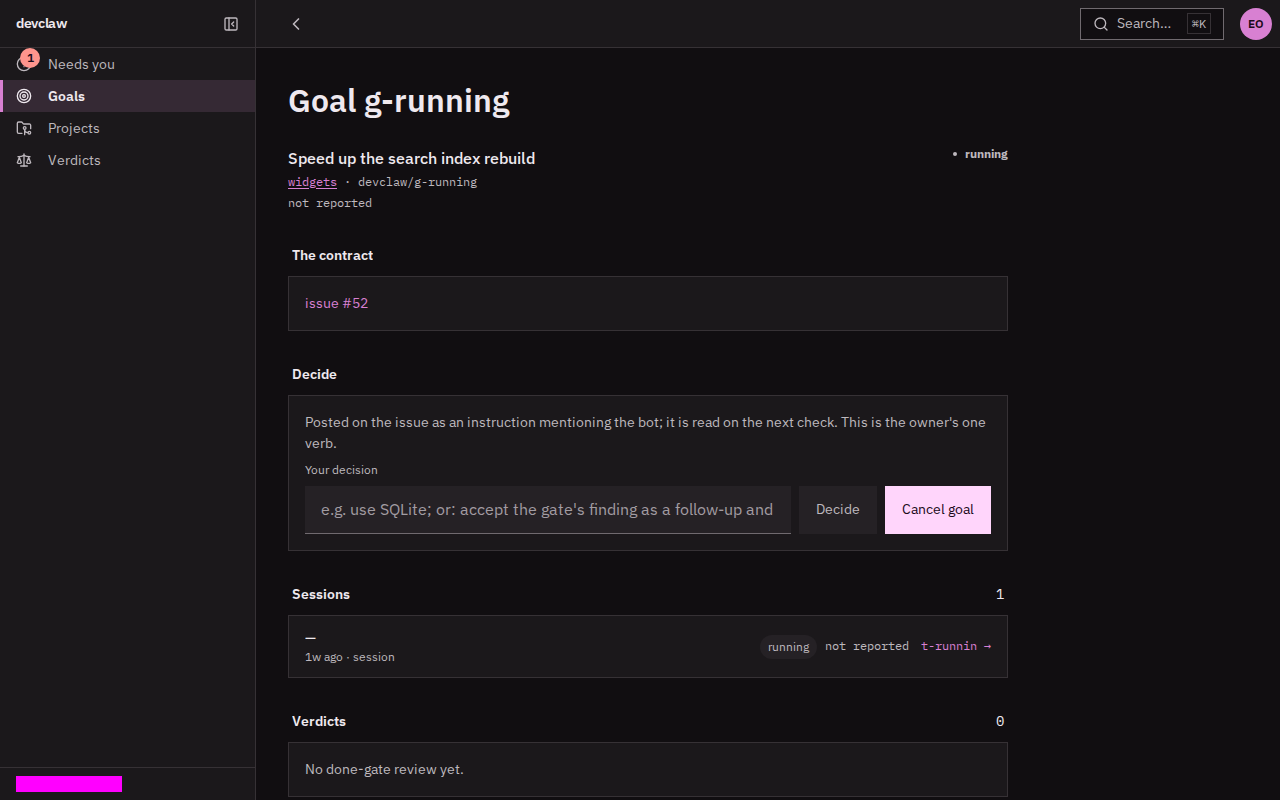 devclaw
Search...
⌘K
EO
1
Needs you
Goals
Projects
Verdicts
Goal g-running
Speed up the search index rebuild
• running
widgets · devclaw/g-running
not reported
The contract
issue #52
Decide
Posted on the issue as an instruction mentioning the bot; it is read on the next check. This is the owner's one
verb.
Your decision
e.g. use SQLite; or: accept the gate's finding as a follow-up and
Decide
Cancel goal
Sessions
1
—
running
not reported
t-runnin →
1w ago · session
Verdicts
0
No done-gate review yet.